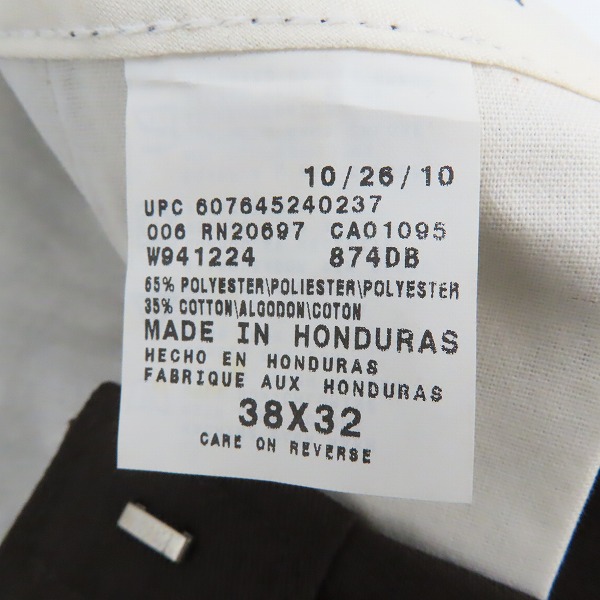 10/26/10
UPC 607645240237
006 RN20697 CA01095
W941224 874DB
65% POLYESTER\POLIESTER\POLYESTER
35% COTTON\ALGODON\COTON
MADE IN HONDURAS
HECHO EN HONDURAS
FABRIQUE AUX HONDURAS
38X32
CARE ON REVERSE